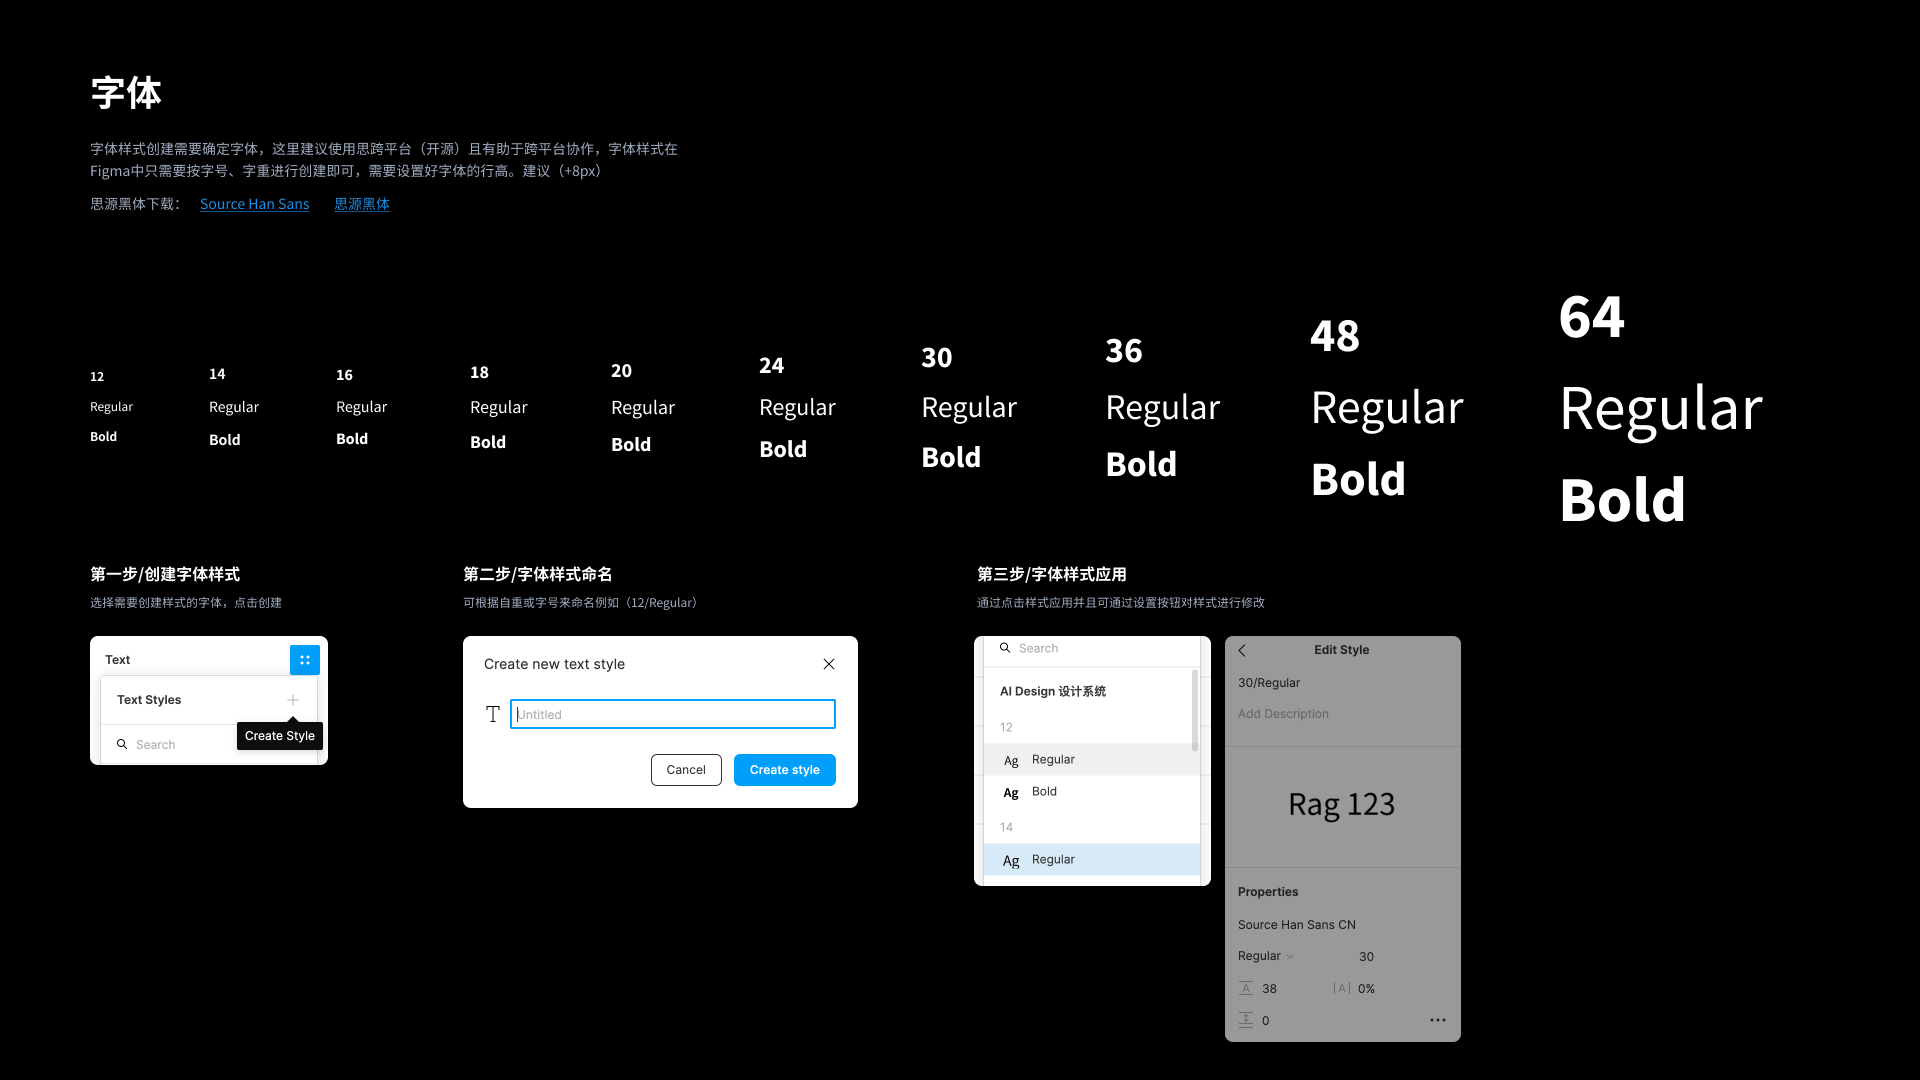 字体
字体样式创建需要确定字体，这里建议使用思跨平台（开源）且有助于跨平台协作，字体样式在
Figma中只需要按字号、字重进行创建即可，需要设置好字体的行高。建议（+8px）
思源黑体下载： Source Han Sans 思源黑体
12
Regular
Bold
14
Regular
Bold
16
Regular
Bold
18
Regular
Bold
20
Regular
Bold
24
Regular
Bold
30
Regular
Bold
36
Regular
Bold
48
Regular
Bold
64
Regular
Bold
第一步/创建字体样式
选择需要创建样式的字体，点击创建
Text
Text Styles
Create Style
Search
第二步/字体样式命名
可根据自重或字号来命名例如（12/Regular）
Create new text style
Untitled
Cancel
Create style
第三步/字体样式应用
通过点击样式应用并且可通过设置按钮对样式进行修改
Search
AI Design 设计系统
12
Ag Regular
Ag Bold
14
Ag Regular
Edit Style
30/Regular
Add Description
Rag 123
Properties
Source Han Sans CN
Regular 30
A 38 |A| 0%
0